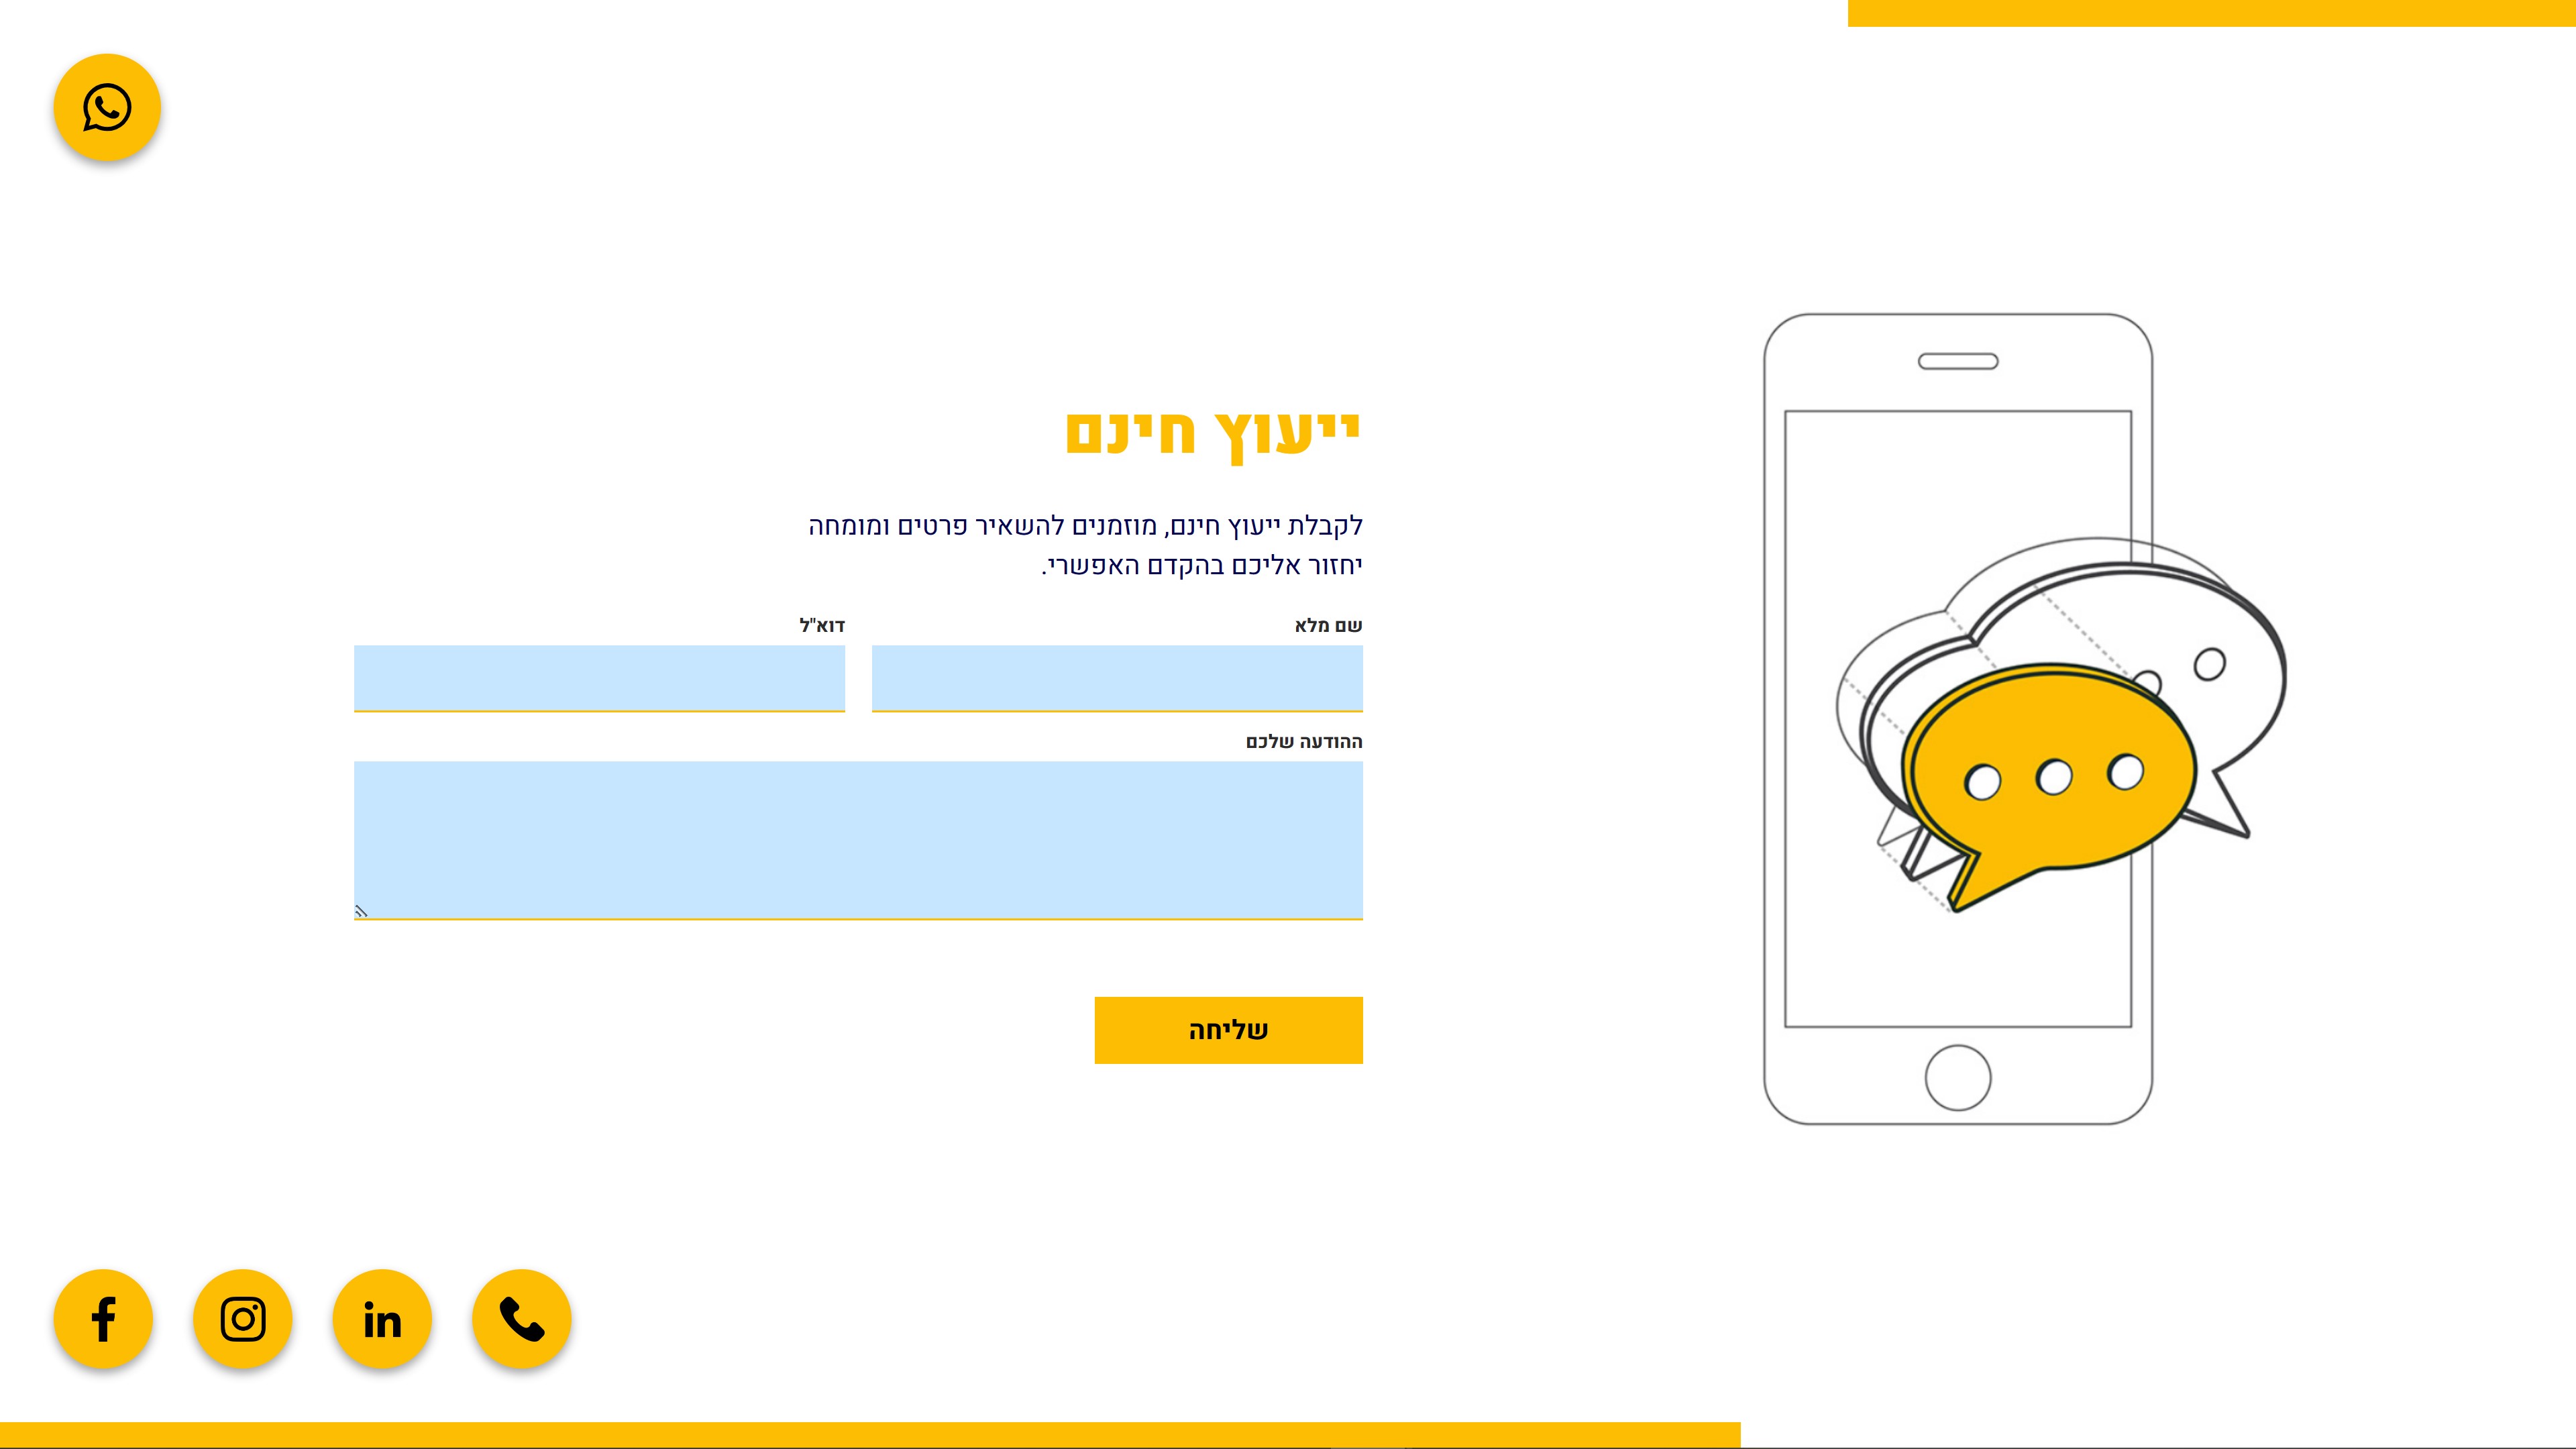 ייעוץ חינם
לקבלת ייעוץ חינם, מוזמנים להשאיר פרטים ומומחה
יחזור אליכם בהקדם האפשרי.
שם מלא
דוא"ל
ההודעה שלכם
שליחה